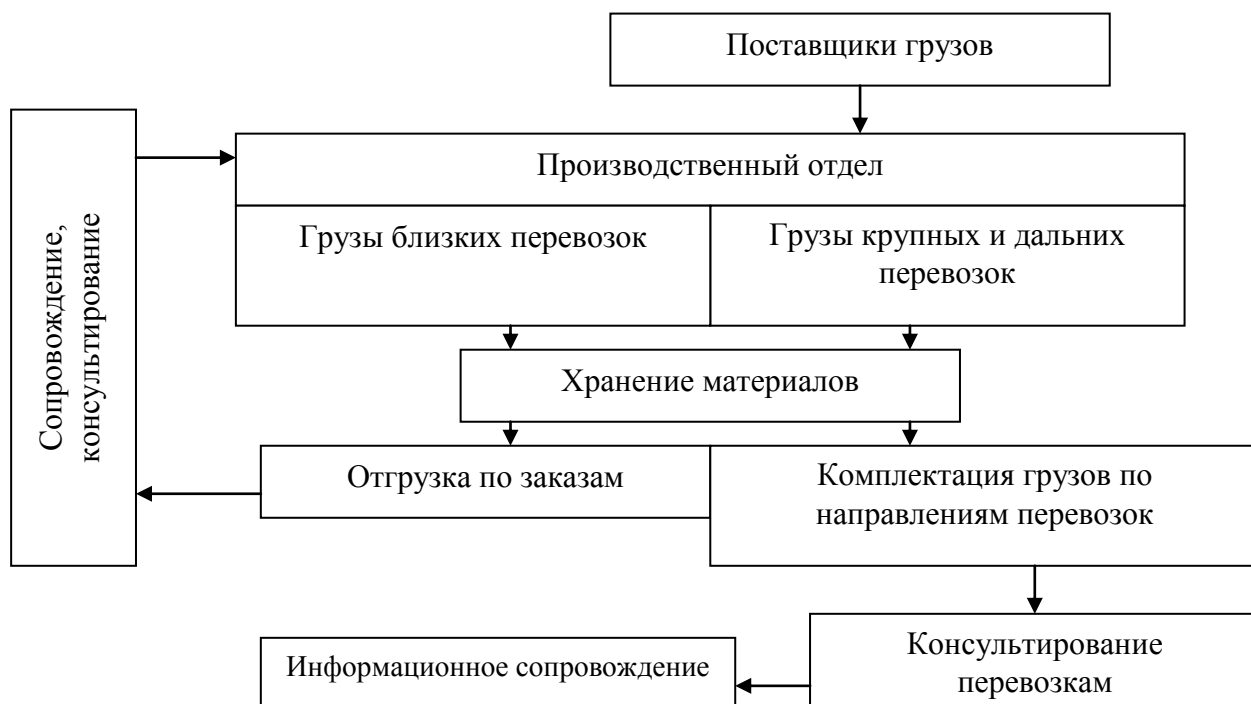 Поставщики грузов
Сопровождение,
консультирование
Производственный отдел
Грузы близких перевозок
Грузы крупных и дальних
перевозок
Хранение материалов
Отгрузка по заказам
Комплектация грузов по
направлениям перевозок
Консультирование
перевозкам
Информационное сопровождение